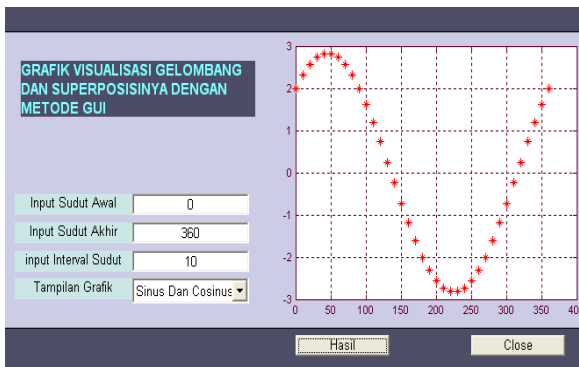 GRAFIK VISUALISASI GELOMBANG
DAN SUPERPOSISINYA DENGAN
METODE GUI
Input Sudut Awal 0
Input Sudut Akhir 360
input Interval Sudut 10
Tampilan Grafik Sinus Dan Cosinus
3
2
1
0
-1
-2
-3
0 50 100 150 200 250 300 350 40
Hasil Close